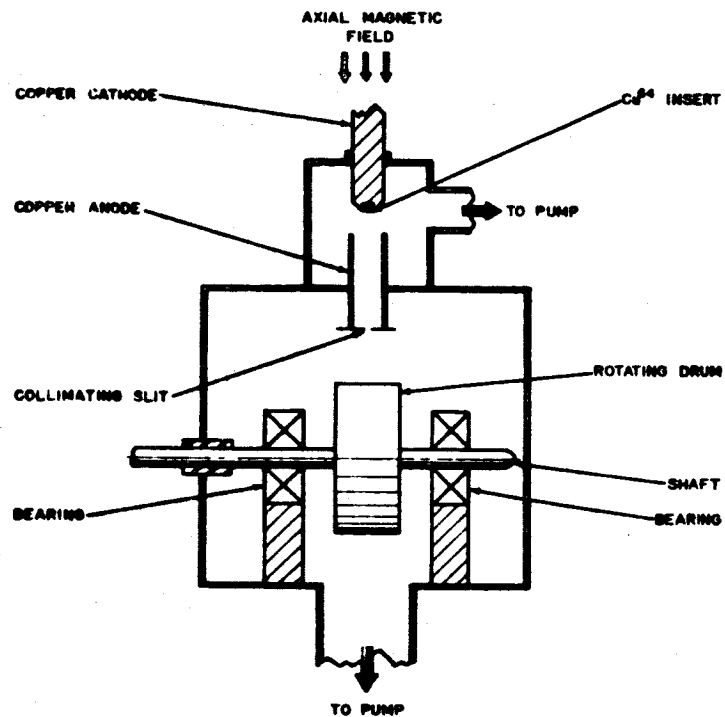 AXIAL MAGNETIC
FIELD
COPPER CATHODE
Cu⁶⁴ INSERT
COPPER ANODE
TO PUMP
COLLIMATING SLIT
ROTATING DRUM
SHAFT
BEARING
BEARING
TO PUMP